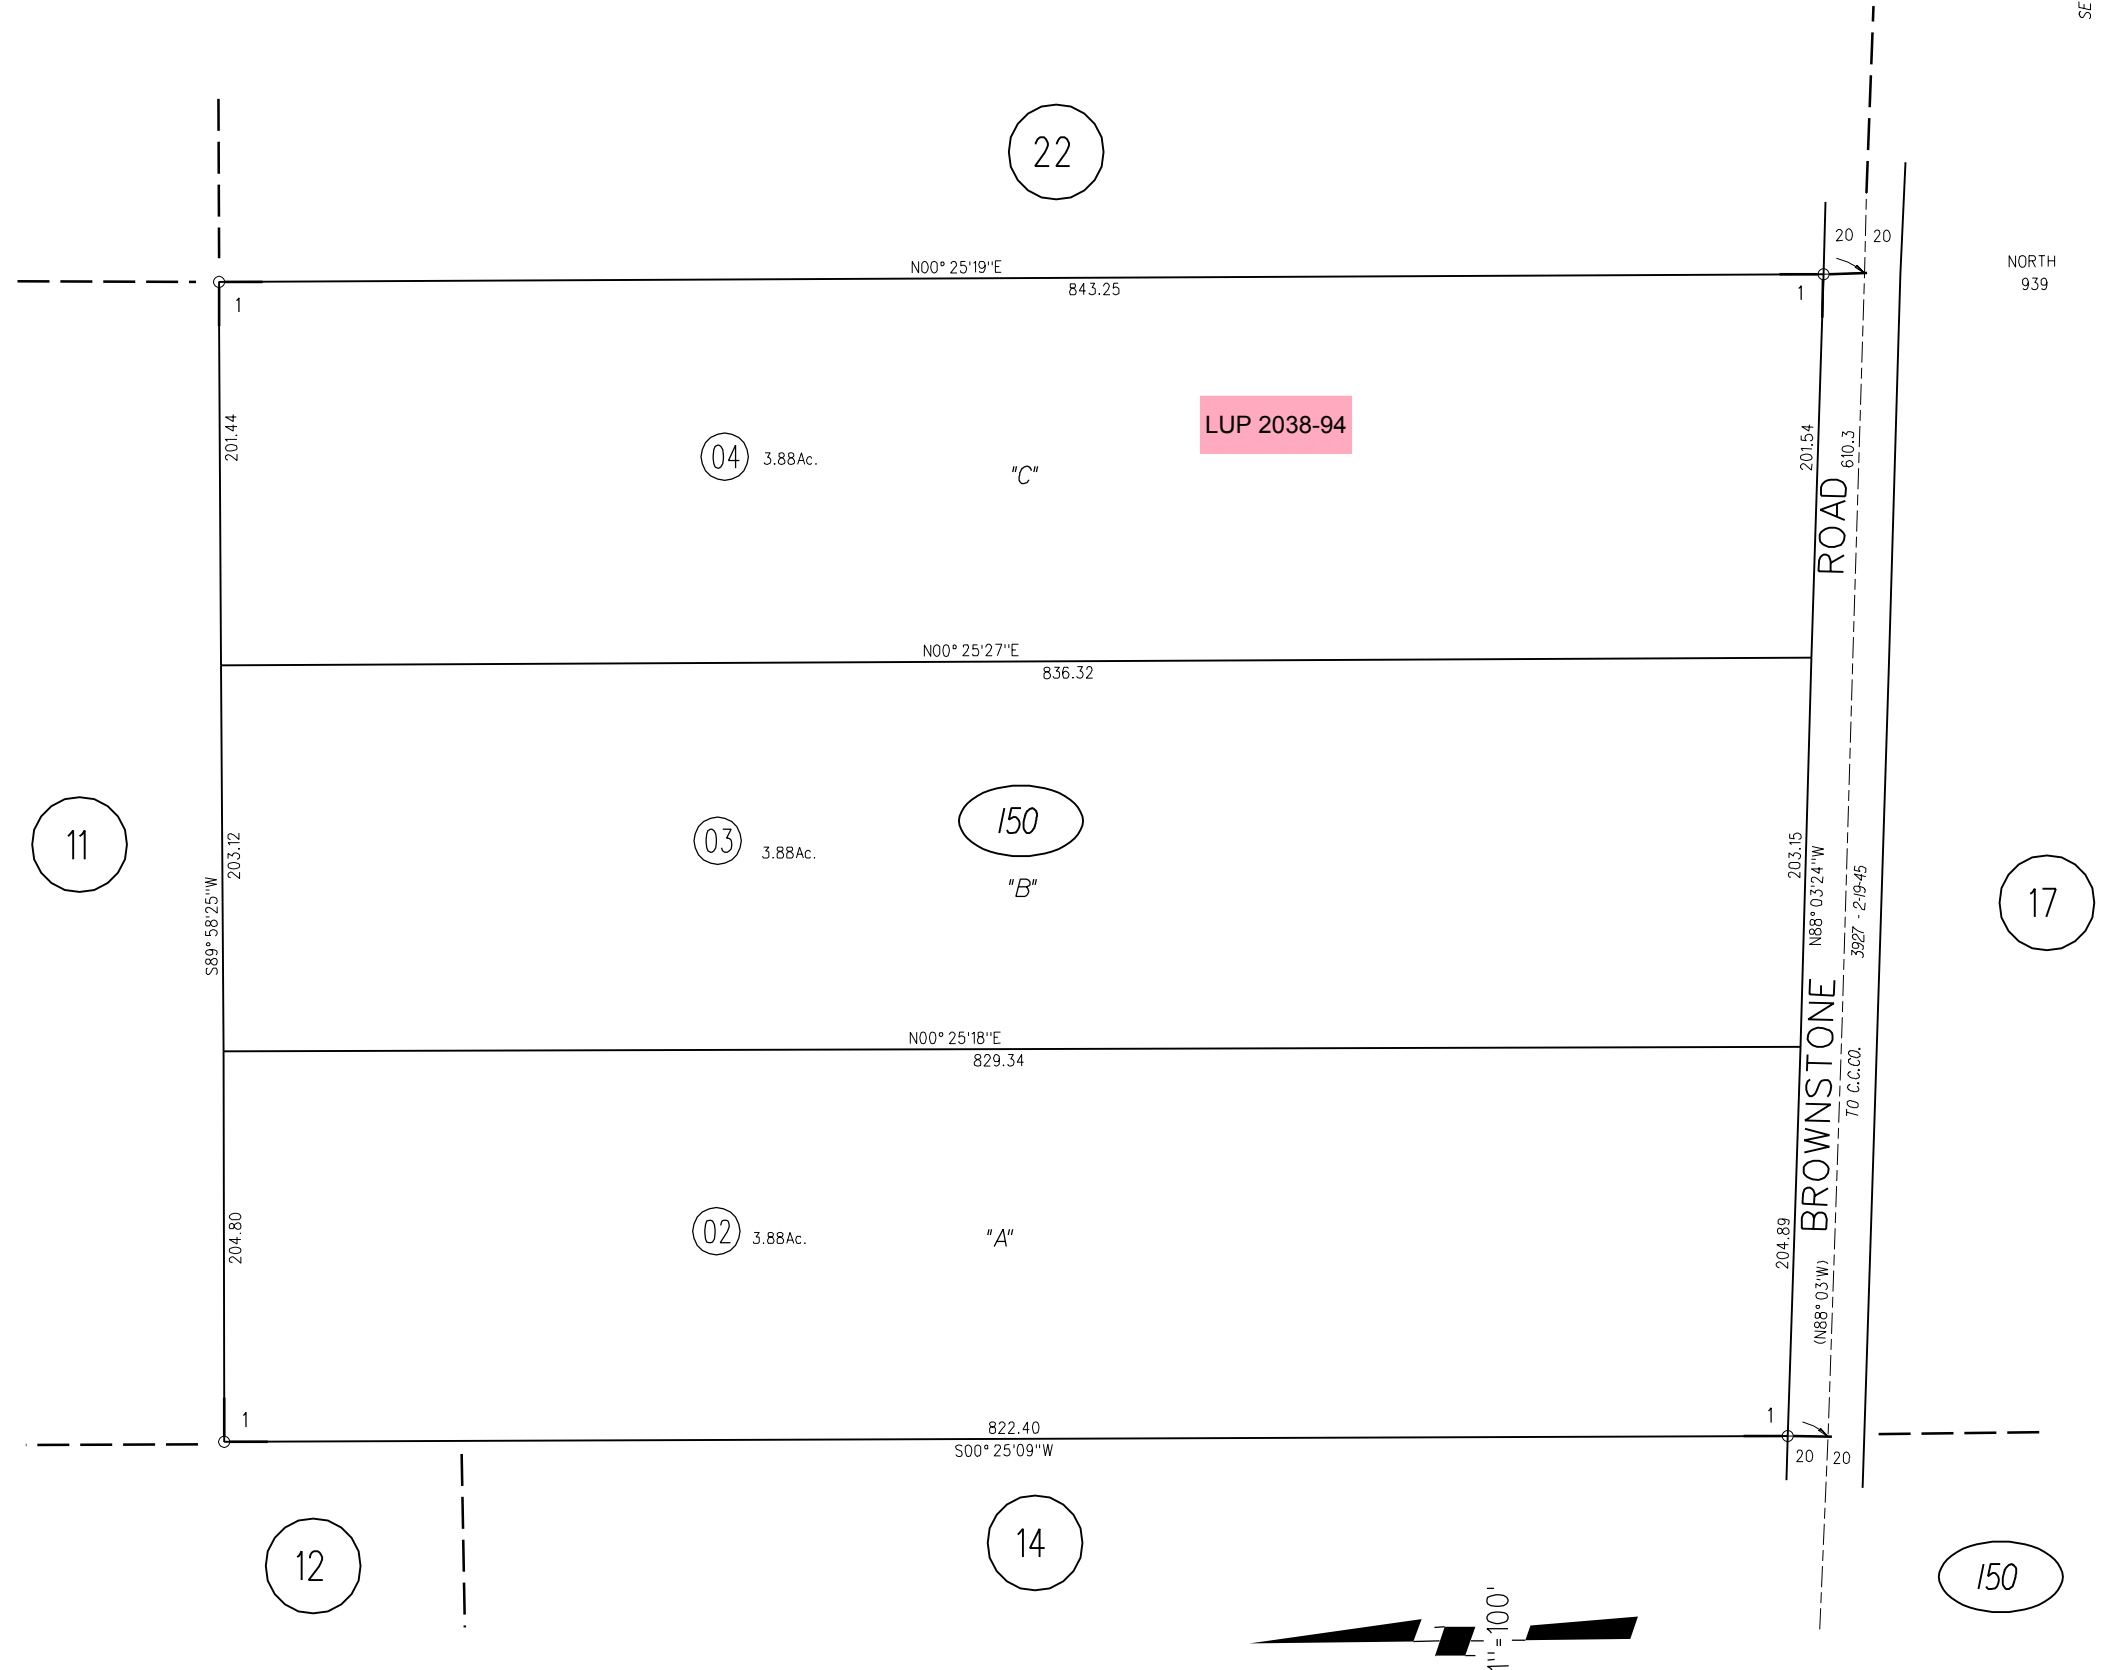 SE
22
20
20
NORTH
939
N00° 25'19"E
843.25
1
1
201.44
04
3.88Ac.
"C"
LUP 2038-94
201.54
610.3
ROAD
N00° 25'27"E
836.32
11
203.12
S89° 58'25"W
03
3.88Ac.
150
"B"
203.15
N88° 03'24"W
3927 - 2-19-45
17
N00° 25'18"E
829.34
BROWNSTONE
TO C.C.CO.
204.80
02
3.88Ac.
"A"
204.89
(N88° 03'W)
1
1
822.40
S00° 25'09"W
20
20
12
14
150
1"=100'